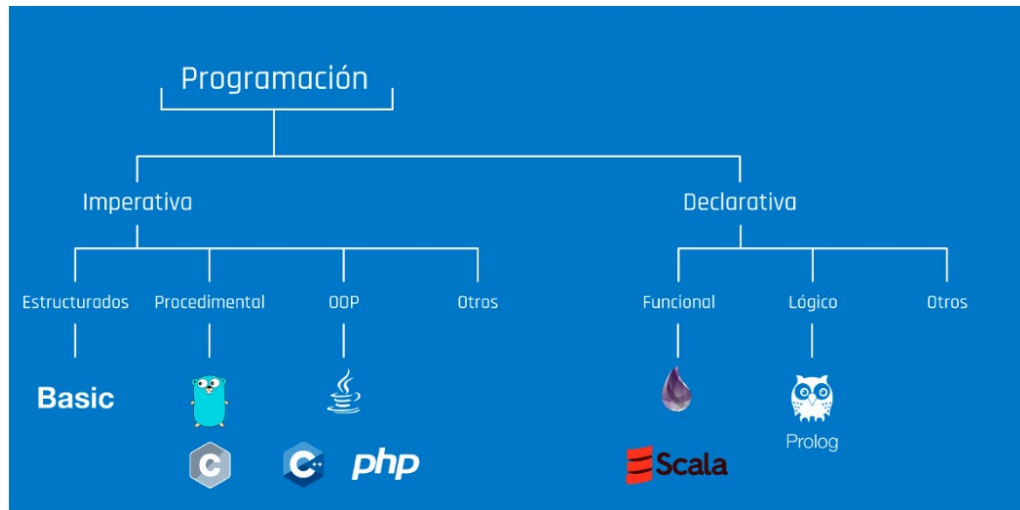 Programación
Imperativa
Declarativa
Estructurados
Procedimental
OOP
Otros
Funcional
Lógico
Otros
Basic
C
C++
php
Scala
Prolog